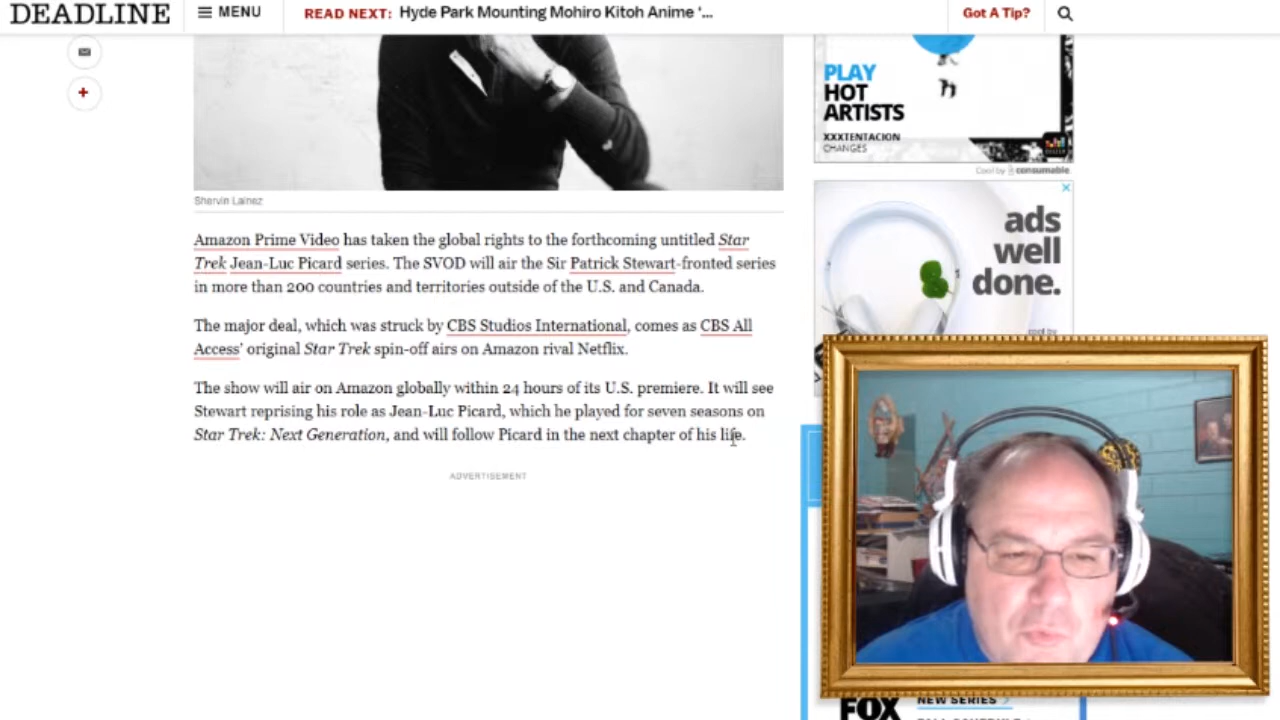 DEADLINE
MENU
READ NEXT: Hyde Park Mounting Mohiro Kitoh Anime ‘...
Got A Tip?
Shervin Lainez
Amazon Prime Video has taken the global rights to the forthcoming untitled Star
Trek Jean-Luc Picard series. The SVOD will air the Sir Patrick Stewart-fronted series
in more than 200 countries and territories outside of the U.S. and Canada.
The major deal, which was struck by CBS Studios International, comes as CBS All
Access’ original Star Trek spin-off airs on Amazon rival Netflix.
The show will air on Amazon globally within 24 hours of its U.S. premiere. It will see
Stewart reprising his role as Jean-Luc Picard, which he played for seven seasons on
Star Trek: Next Generation, and will follow Picard in the next chapter of his life.
ADVERTISEMENT
PLAY
HOT
ARTISTS
XXXTENTACION
CHANGES
Cool by consumable
ads
well
done.
cool by
NEW SERIES
FOX